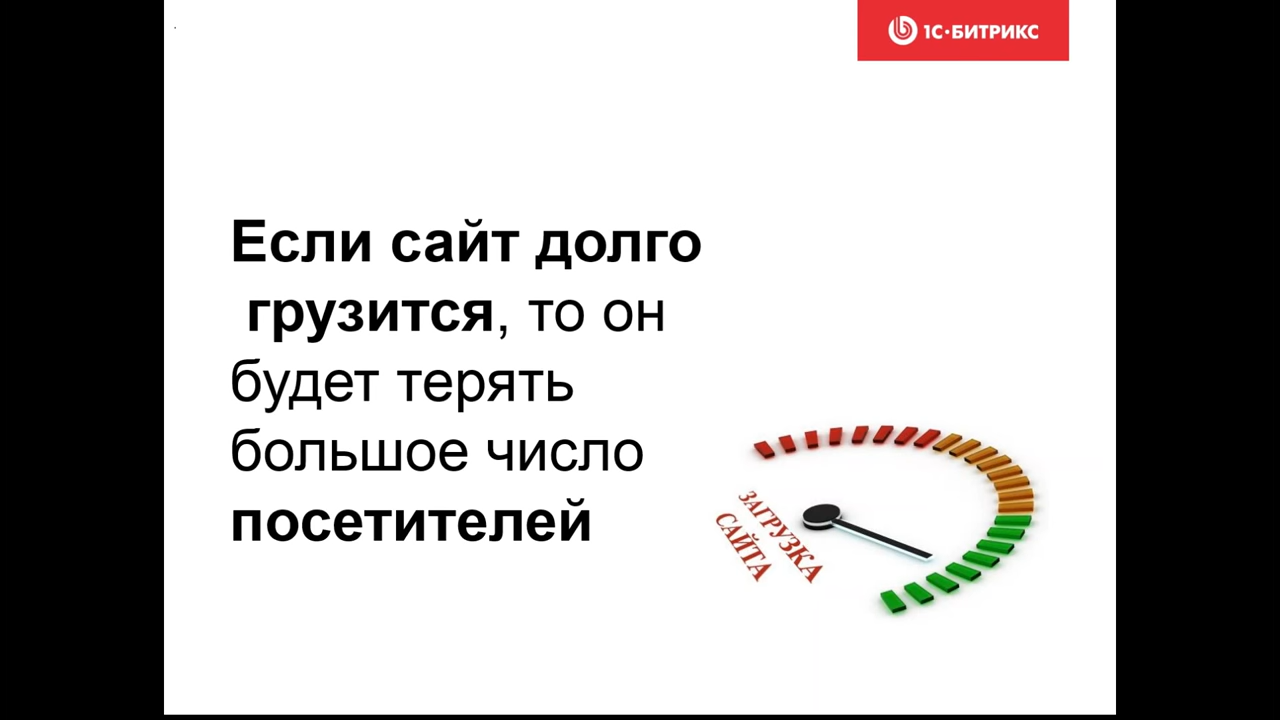 1С-БИТРИКС
Если сайт долго
грузится, то он
будет терять
большое число
посетителей
ЗАГРУЗКА
САЙТА